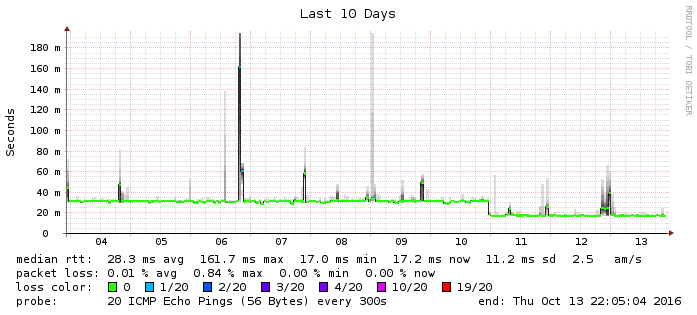 Last 10 Days
RRDTOOL / TOBI OETIKER
Seconds
180 m
160 m
140 m
120 m
100 m
80 m
60 m
40 m
20 m
0
04 05 06 07 08 09 10 11 12 13
median rtt: 28.3 ms avg 161.7 ms max 17.0 ms min 17.2 ms now 11.2 ms sd 2.5 am/s
packet loss: 0.01 % avg 0.84 % max 0.00 % min 0.00 % now
loss color: 0 1/20 2/20 3/20 4/20 10/20 19/20
probe: 20 ICMP Echo Pings (56 Bytes) every 300s end: Thu Oct 13 22:05:04 2016